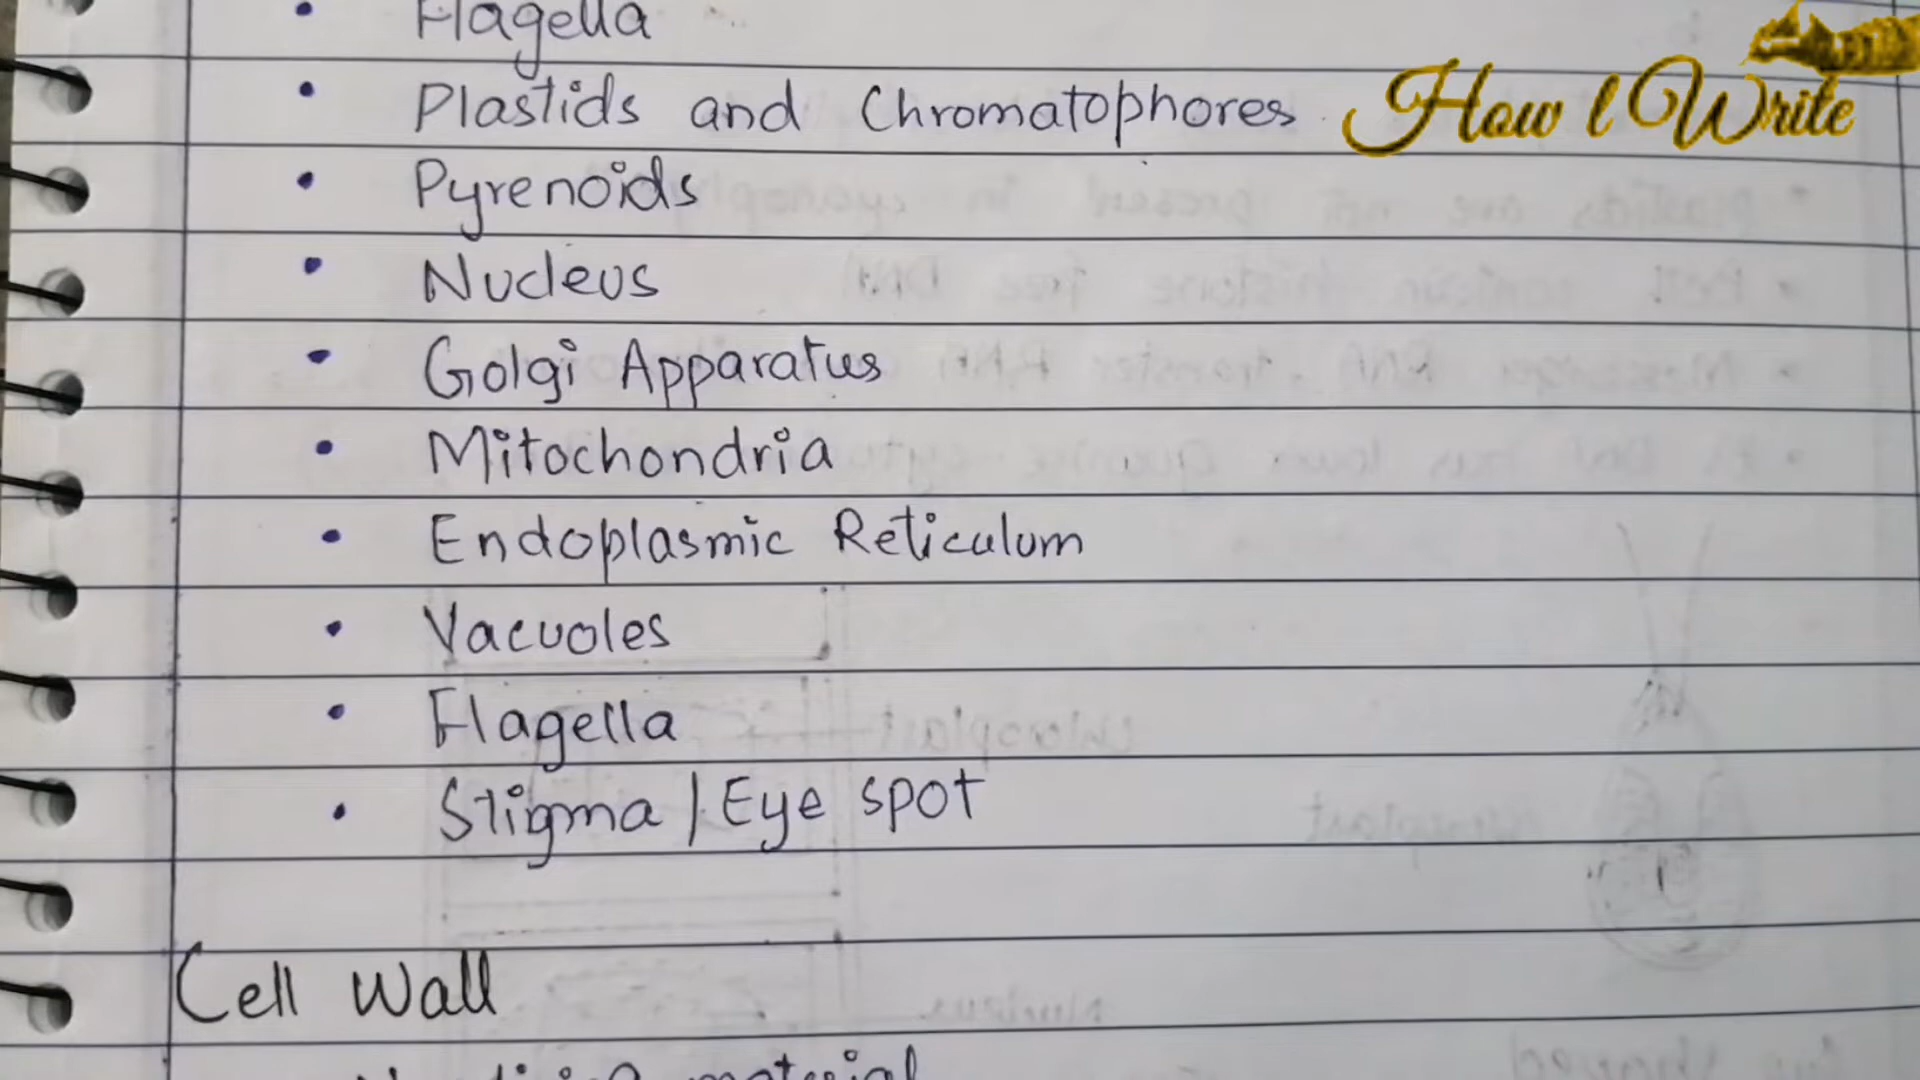 • Flagella
• Plastids and Chromatophores
How I Write
• Pyrenoids
• Nucleus
• Golgi Apparatus
• Mitochondria
• Endoplasmic Reticulum
• Vacuoles
• Flagella
• Stigma / Eye spot
Cell Wall
material